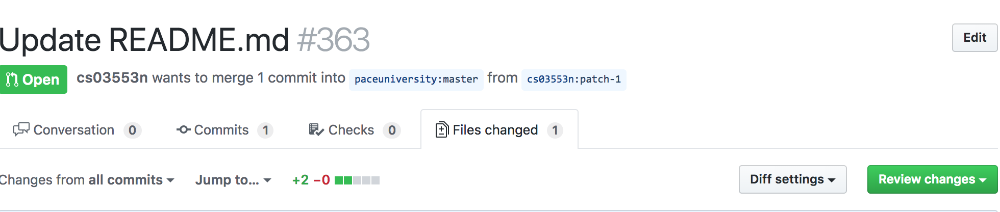 Update README.md #363
Edit
Open cs03553n wants to merge 1 commit into paceuniversity:master from cs03553n:patch-1
Conversation 0 Commits 1 Checks 0 Files changed 1
Changes from all commits Jump to... +2 −0 Diff settings Review changes